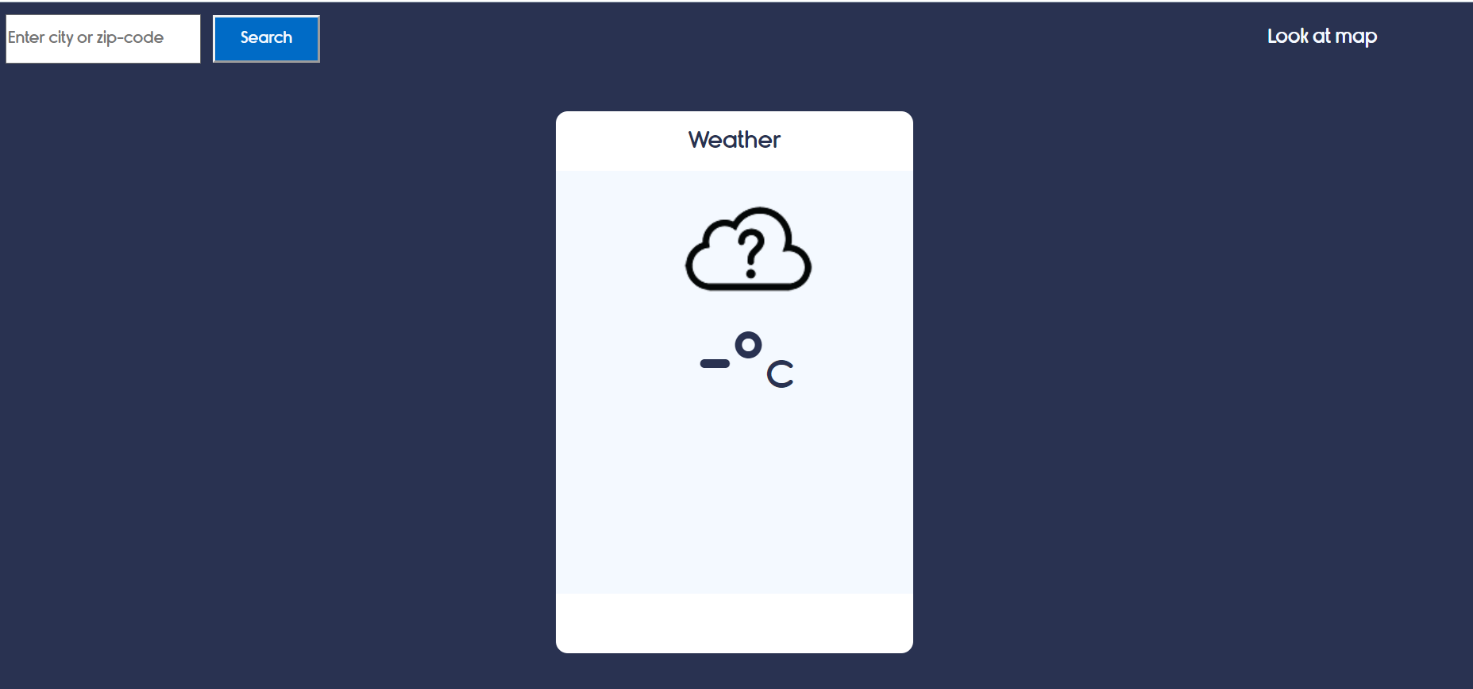 Enter city or zip-code
Search
Look at map
Weather
?
-°C